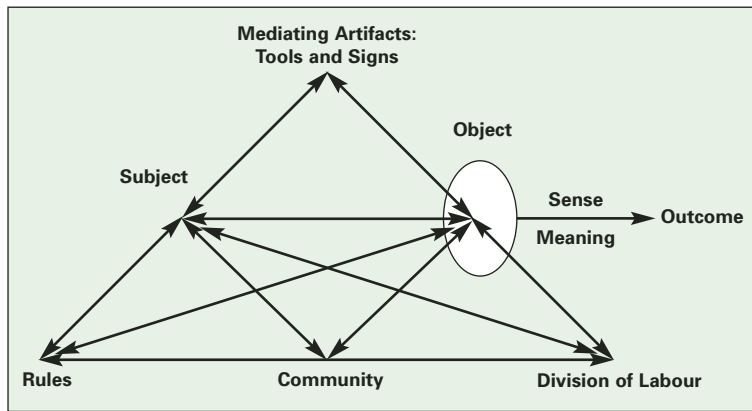 Mediating Artifacts:
Tools and Signs
Object
Subject
Sense
Outcome
Meaning
Rules
Community
Division of Labour